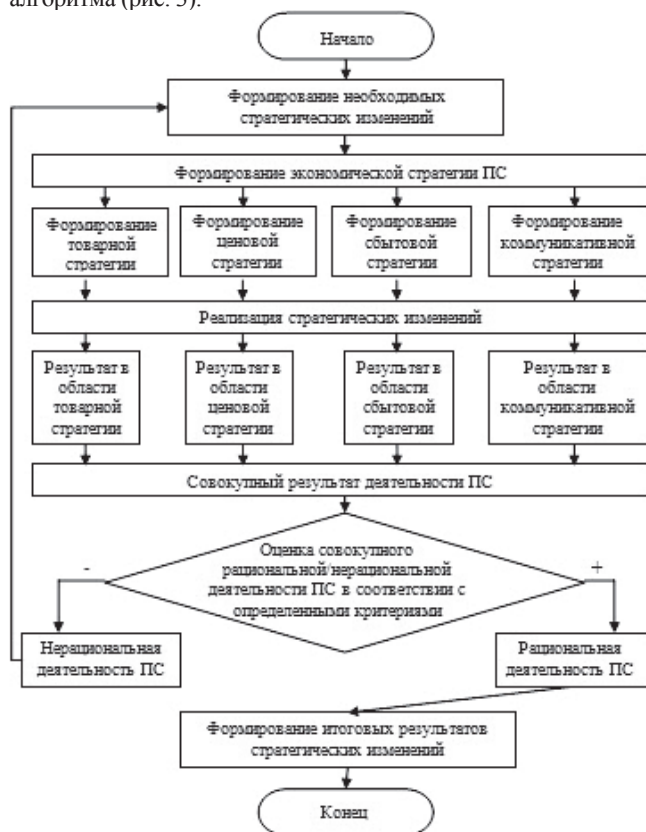 алгоритма (рис. 3).
Начало
Формирование необходимых
стратегических изменений
Формирование экономической стратегии ПС
Формирование
товарной
стратегии
Формирование
ценовой
стратегии
Формирование
сбытовой
стратегии
Формирование
коммуникативной
стратегии
Реализация стратегических изменений
Результат в
области
товарной
стратегии
Результат в
области
ценовой
стратегии
Результат в
области
сбытовой
стратегии
Результат в
области
коммуникативной
стратегии
Совокупный результат деятельности ПС
Оценка совокупного
рациональной/нерациональной
деятельности ПС в соответствии с
определенными критериями
-
+
Нерациональная
деятельность ПС
Рациональная
деятельность ПС
Формирование итоговых результатов
стратегических изменений
Конец